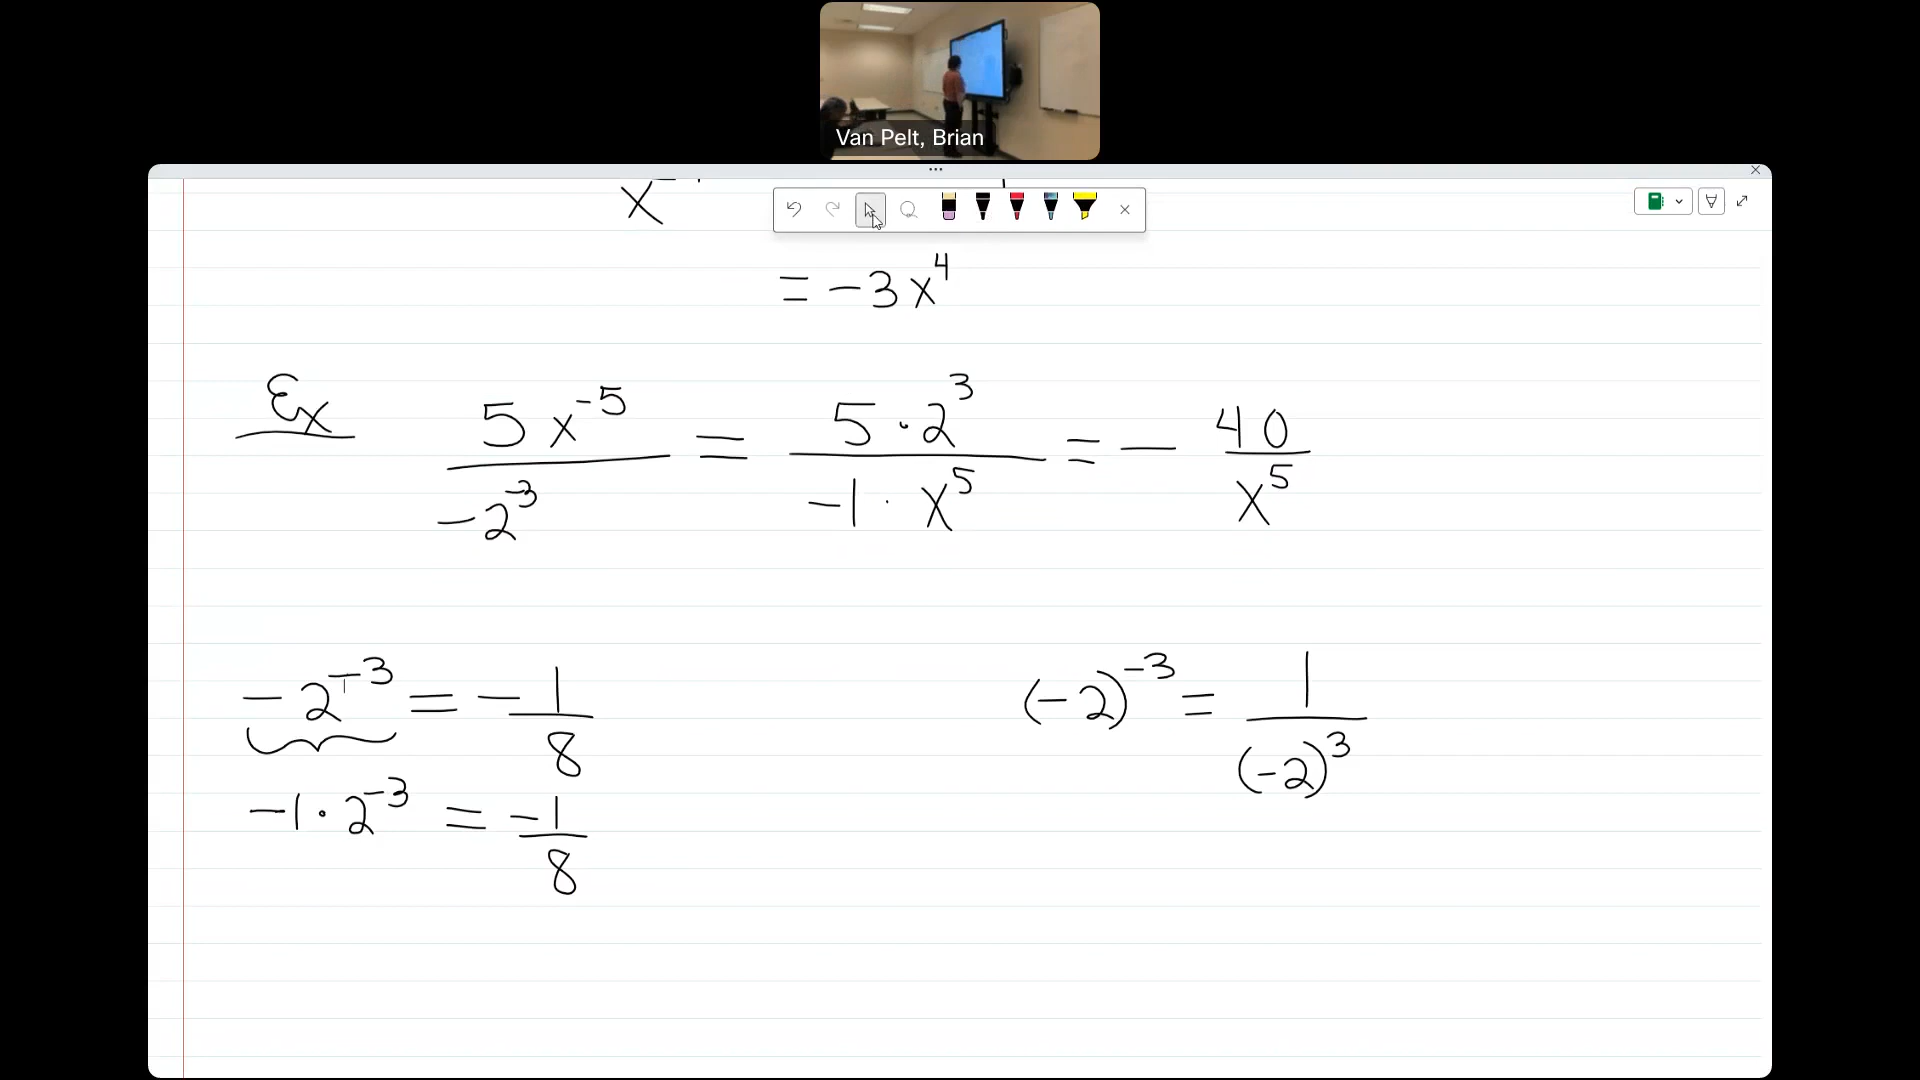 Van Pelt, Brian
x
= -3x⁴
Ex 5x⁻⁵ / -2⁻³ = 5·2³ / -1·x⁵ = - 40 / x⁵
-2⁻³ = - 1/8
(-2)⁻³ = 1 / (-2)³
-1·2⁻³ = -1/8